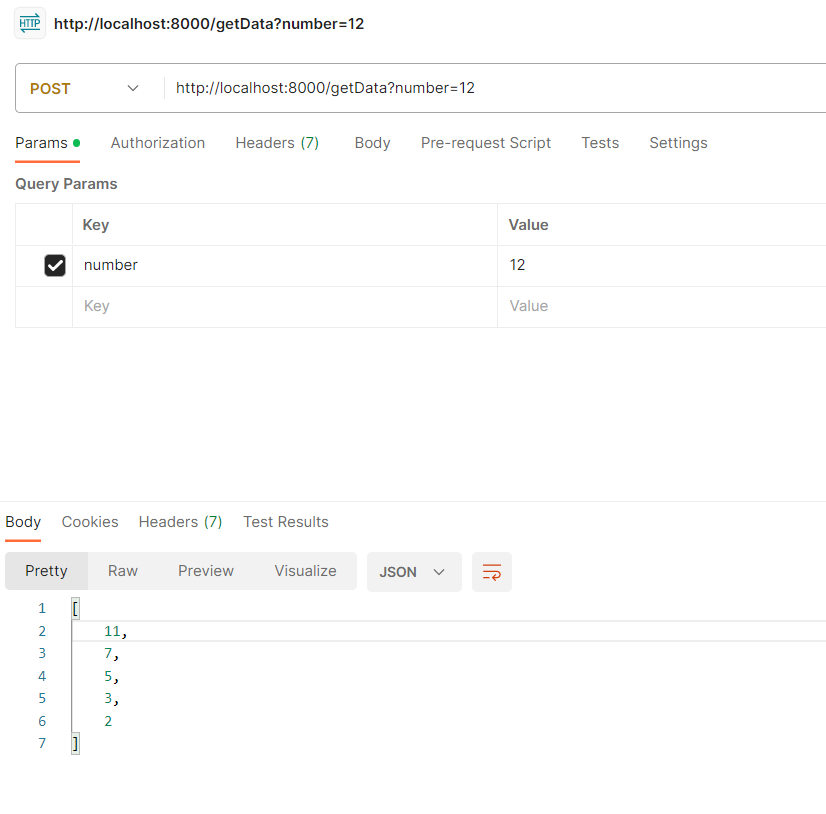 HTTP http://localhost:8000/getData?number=12
POST http://localhost:8000/getData?number=12
Params Authorization Headers (7) Body Pre-request Script Tests Settings
Query Params
Key Value
number 12
Key Value
Body Cookies Headers (7) Test Results
Pretty Raw Preview Visualize JSON
1 [
2 11,
3 7,
4 5,
5 3,
6 2
7 ]